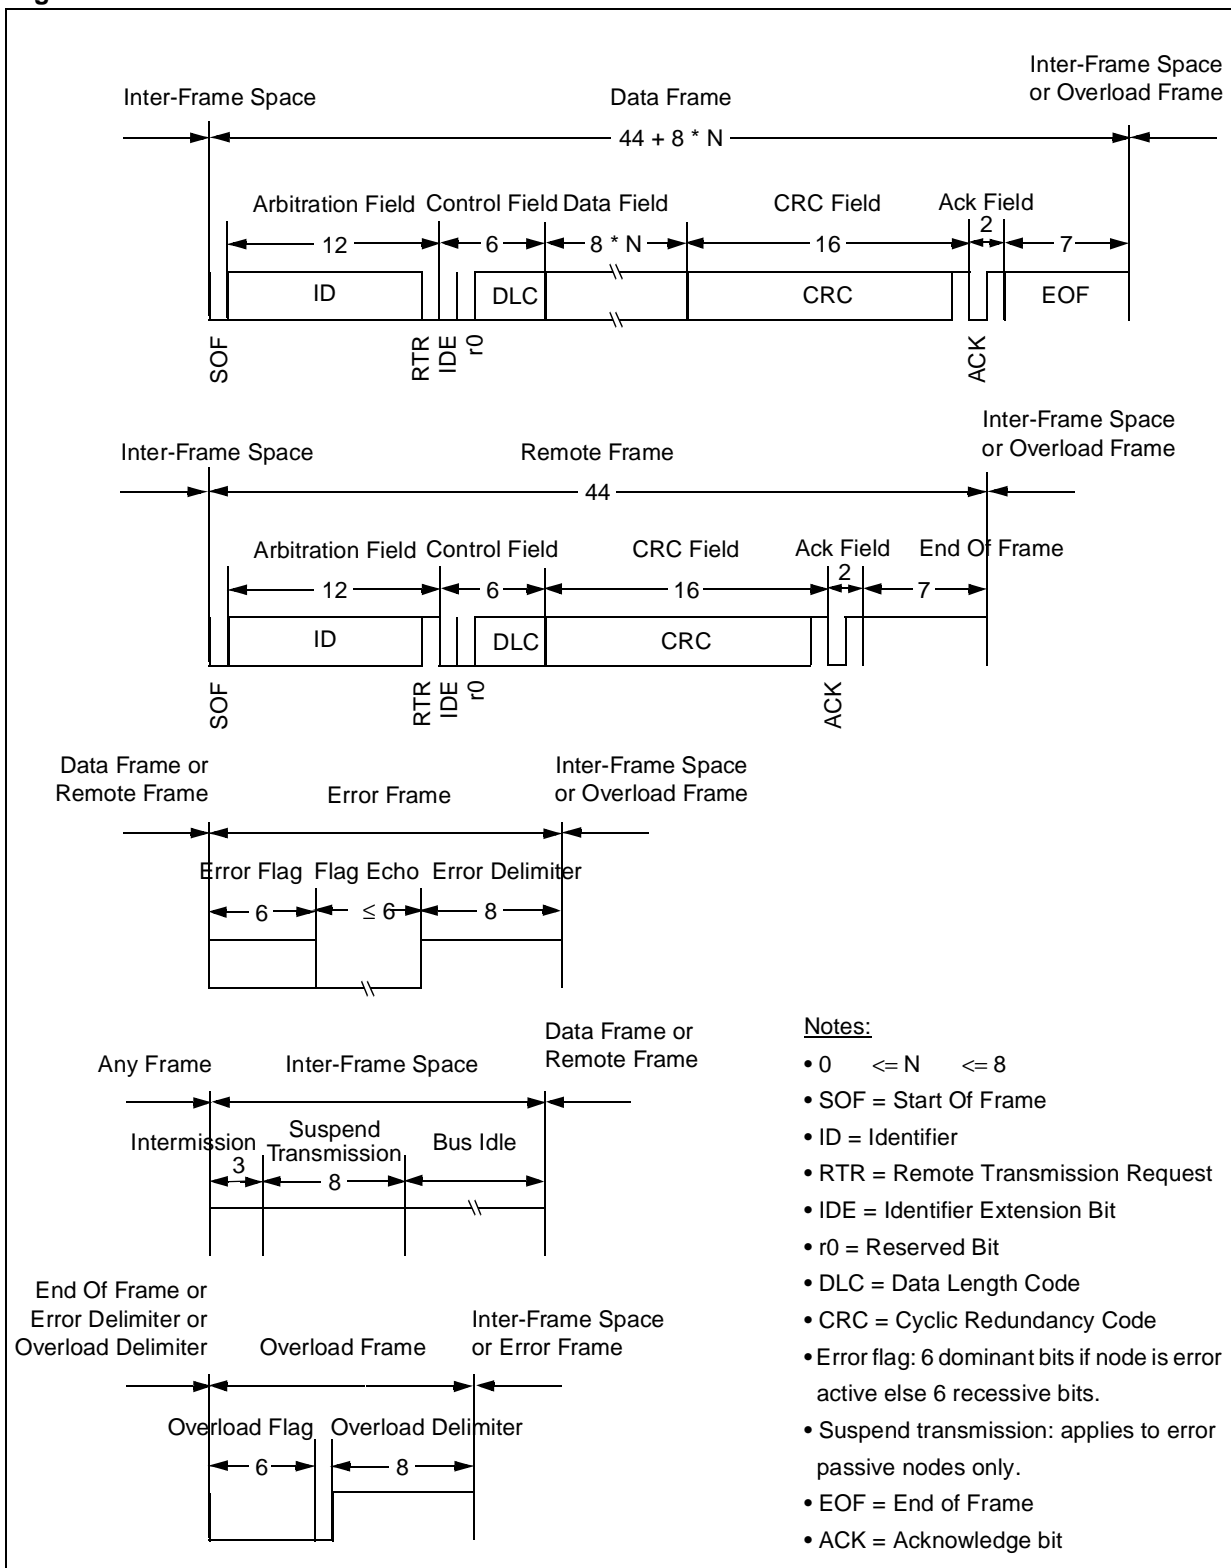 Inter-Frame Space
Data Frame
Inter-Frame Space
or Overload Frame
44 + 8 * N
Arbitration Field
Control Field
Data Field
CRC Field
Ack Field
12
6
8 * N
16
2
7
ID
DLC
CRC
EOF
SOF
RTR
IDE
r0
ACK
Inter-Frame Space
Remote Frame
Inter-Frame Space
or Overload Frame
44
Arbitration Field
Control Field
CRC Field
Ack Field
End Of Frame
12
6
16
2
7
ID
DLC
CRC
SOF
RTR
IDE
r0
ACK
Data Frame or
Remote Frame
Error Frame
Inter-Frame Space
or Overload Frame
Error Flag
Flag Echo
Error Delimiter
6
≤ 6
8
Any Frame
Inter-Frame Space
Data Frame or
Remote Frame
Intermission
Suspend
Transmission
Bus Idle
3
8
End Of Frame or
Error Delimiter or
Overload Delimiter
Overload Frame
Inter-Frame Space
or Error Frame
Overload Flag
Overload Delimiter
6
8
Notes:
• 0 <= N <= 8
• SOF = Start Of Frame
• ID = Identifier
• RTR = Remote Transmission Request
• IDE = Identifier Extension Bit
• r0 = Reserved Bit
• DLC = Data Length Code
• CRC = Cyclic Redundancy Code
• Error flag: 6 dominant bits if node is error
active else 6 recessive bits.
• Suspend transmission: applies to error
passive nodes only.
• EOF = End of Frame
• ACK = Acknowledge bit